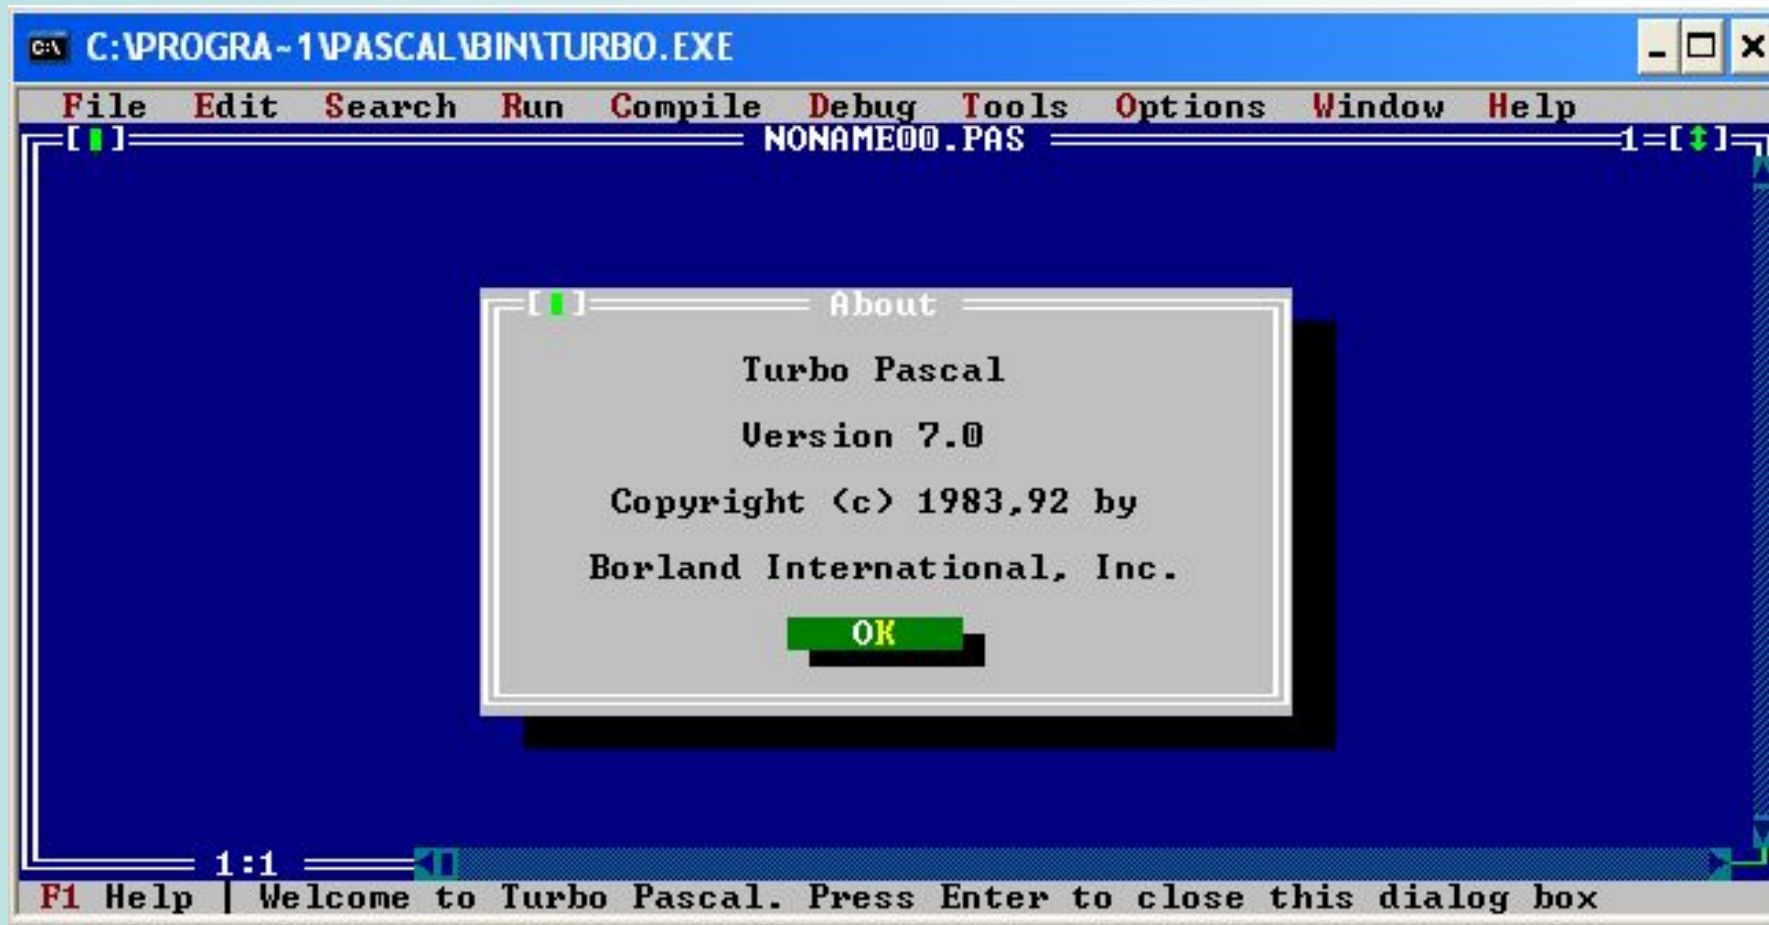 C:\PROGRA~1\PASCAL\BIN\TURBO.EXE
File Edit Search Run Compile Debug Tools Options Window Help
[ ] NONAME00.PAS 1=[↕]
[ ] About
Turbo Pascal
Version 7.0
Copyright (c) 1983,92 by
Borland International, Inc.
OK
1:1
F1 Help | Welcome to Turbo Pascal. Press Enter to close this dialog box